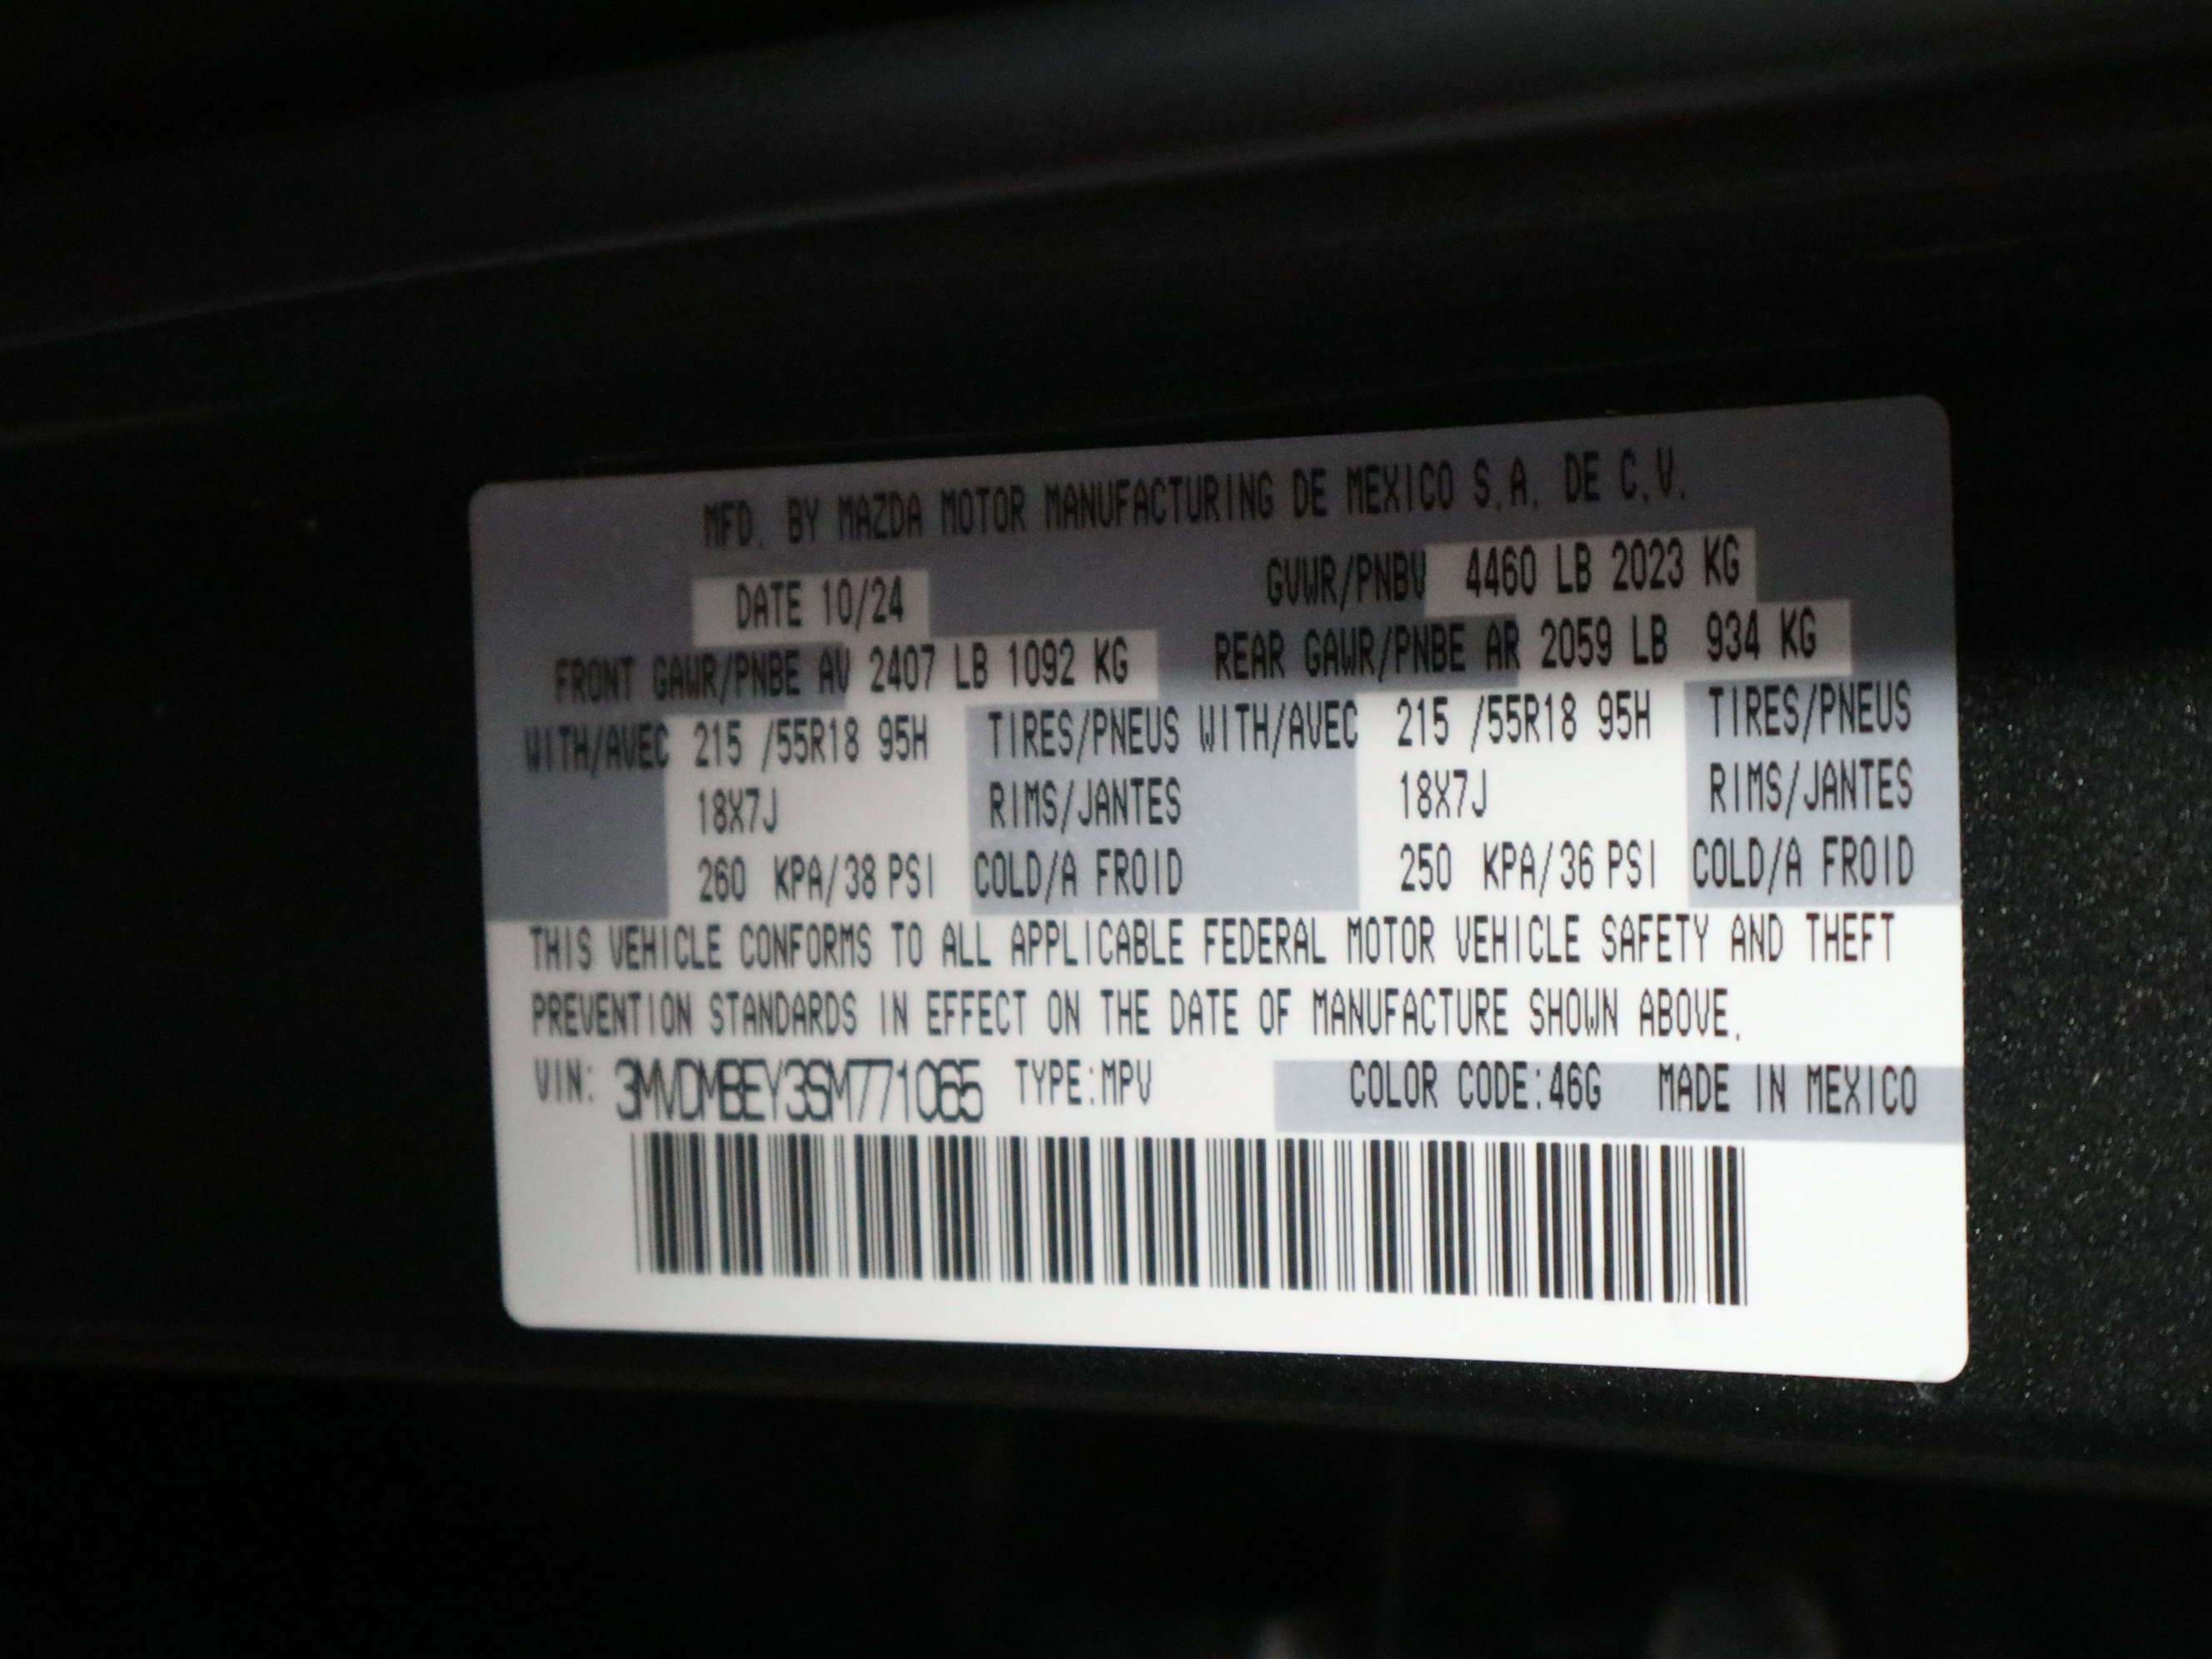 MFD. BY MAZDA MOTOR MANUFACTURING DE MEXICO S.A. DE C.V.
DATE 10/24 GVWR/PNBV 4460 LB 2023 KG
FRONT GAWR/PNBE AV 2407 LB 1092 KG REAR GAWR/PNBE AR 2059 LB 934 KG
WITH/AVEC 215 /55R18 95H TIRES/PNEUS WITH/AVEC 215 /55R18 95H TIRES/PNEUS
18X7J RIMS/JANTES 18X7J RIMS/JANTES
260 KPA/38 PSI COLD/A FROID 250 KPA/36 PSI COLD/A FROID
THIS VEHICLE CONFORMS TO ALL APPLICABLE FEDERAL MOTOR VEHICLE SAFETY AND THEFT
PREVENTION STANDARDS IN EFFECT ON THE DATE OF MANUFACTURE SHOWN ABOVE.
VIN: 3MVDMBEY3SM771065 TYPE:MPV COLOR CODE:46G MADE IN MEXICO